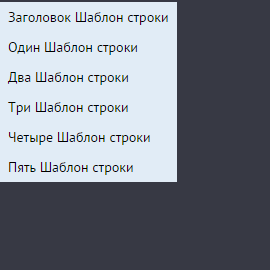 Заголовок Шаблон строки
Один Шаблон строки
Два Шаблон строки
Три Шаблон строки
Четыре Шаблон строки
Пять Шаблон строки